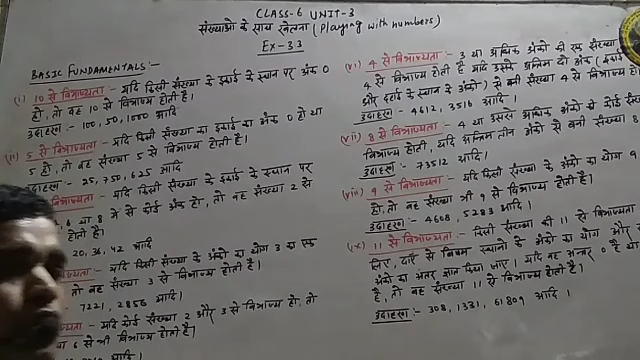 CLASS-6 UNIT-3
संख्याओं के साथ खेलना (Playing with numbers)
Ex-3.3
BASIC FUNDAMENTALS:-
(i) 10 से विभाज्यता - यदि किसी संख्या के इकाई के स्थान पर अंक 0
हो, तो वह 10 से विभाज्य होती है।
उदाहरण - 100, 50, 1000 आदि
(ii) 5 से विभाज्यता - यदि किसी संख्या का इकाई का अंक 0 हो या
5 हो, तो वह संख्या 5 से विभाज्य होती है।
उदाहरण - 25, 750, 625 आदि
विभाज्यता - यदि किसी संख्या के इकाई के स्थान पर
6 या 8 में से कोई अंक हो, तो वह संख्या 2 से
होती है।
20, 36, 42 आदि
विभाज्यता - यदि किसी संख्या के अंकों का योग 3 का एक
तो वह संख्या 3 से विभाज्य होती है।
- 7221, 2856 आदि।
- यदि कोई संख्या 2 और 3 से विभाज्य हो, तो
6 से भी विभाज्य होती है।
आदि।
(vi) 4 से विभाज्यता - 3 या अधिक अंकों की एक संख्या
4 से विभाज्य होती है यदि इसके अन्तिम दो अंक (इकाई
और दहाई के स्थान के अंकों) से बनी संख्या 4 से विभाज्य हो
उदाहरण - 4612, 3516 आदि।
(vii) 8 से विभाज्यता - 4 या इससे अधिक अंकों की कोई संख्या
विभाज्य होती, यदि अन्तिम तीन अंकों से बनी संख्या 8
उदाहरण - 73512 आदि।
(viii) 9 से विभाज्यता - यदि किसी संख्या के अंकों का योग 9
हो, तो वह संख्या भी 9 से विभाज्य होती है।
उदाहरण - 4608, 5283 आदि।
(ix) 11 से विभाज्यता - किसी संख्या की 11 से विभाज्यता
लिए, दाएँ से विषम स्थानों के अंकों का योग और
अंकों का अंतर ज्ञात किया जाए। यदि यह अन्तर 0 है या
है, तो वह संख्या 11 से विभाज्य होती है।
उदाहरण - 308, 1331, 61809 आदि।